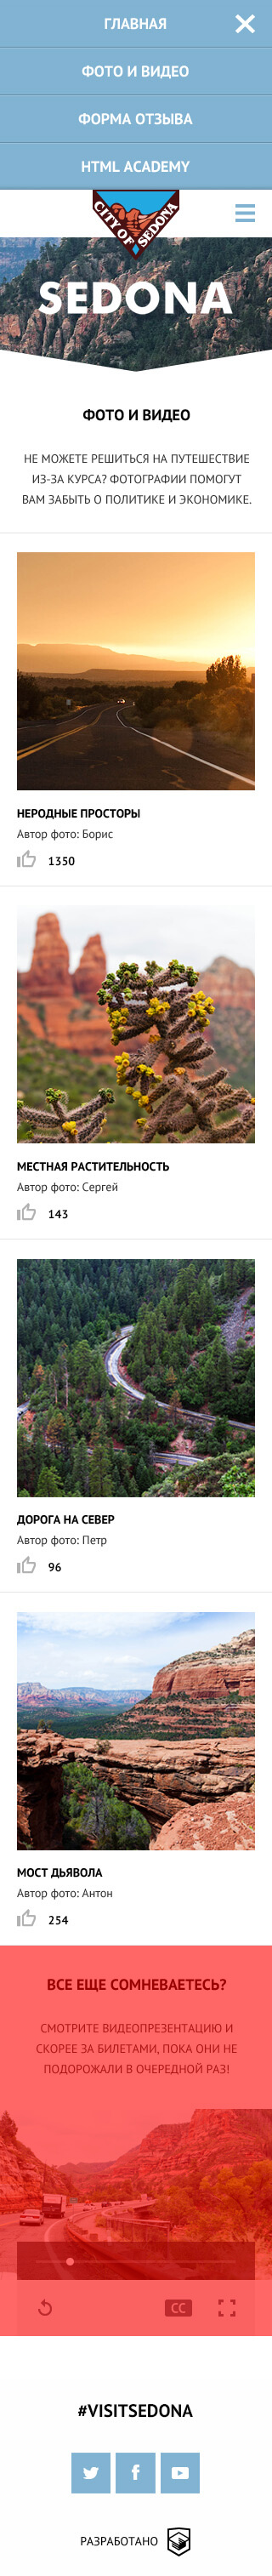 ГЛАВНАЯ
ФОТО И ВИДЕО
ФОРМА ОТЗЫВА
HTML ACADEMY
CITY OF SEDONA
SEDONA
ФОТО И ВИДЕО
НЕ МОЖЕТЕ РЕШИТЬСЯ НА ПУТЕШЕСТВИЕ
ИЗ-ЗА КУРСА? ФОТОГРАФИИ ПОМОГУТ
ВАМ ЗАБЫТЬ О ПОЛИТИКЕ И ЭКОНОМИКЕ.
НЕРОДНЫЕ ПРОСТОРЫ
Автор фото: Борис
1350
МЕСТНАЯ РАСТИТЕЛЬНОСТЬ
Автор фото: Сергей
143
ДОРОГА НА СЕВЕР
Автор фото: Петр
96
МОСТ ДЬЯВОЛА
Автор фото: Антон
254
ВСЕ ЕЩЕ СОМНЕВАЕТЕСЬ?
СМОТРИТЕ ВИДЕОПРЕЗЕНТАЦИЮ И
СКОРЕЕ ЗА БИЛЕТАМИ, ПОКА ОНИ НЕ
ПОДОРОЖАЛИ В ОЧЕРЕДНОЙ РАЗ!
CC
#VISITSEDONA
РАЗРАБОТАНО